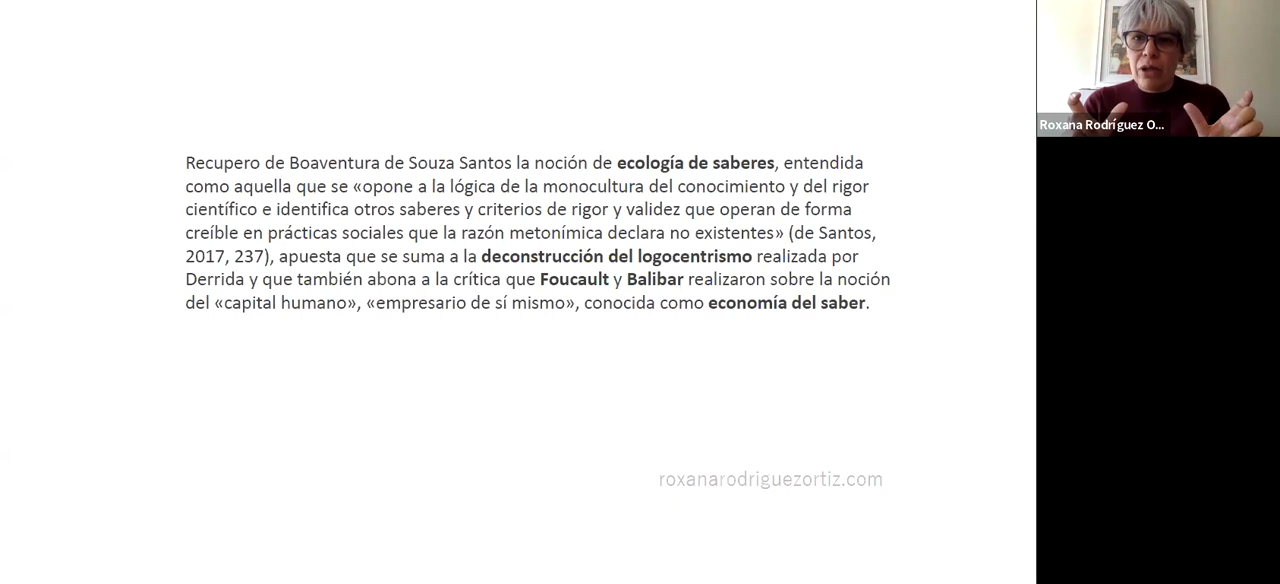 Recupero de Boaventura de Souza Santos la noción de ecología de saberes, entendida
como aquella que se «opone a la lógica de la monocultura del conocimiento y del rigor
científico e identifica otros saberes y criterios de rigor y validez que operan de forma
creíble en prácticas sociales que la razón metonímica declara no existentes» (de Santos,
2017, 237), apuesta que se suma a la deconstrucción del logocentrismo realizada por
Derrida y que también abona a la crítica que Foucault y Balibar realizaron sobre la noción
del «capital humano», «empresario de sí mismo», conocida como economía del saber.
roxanarodriguezortiz.com
Roxana Rodríguez O...